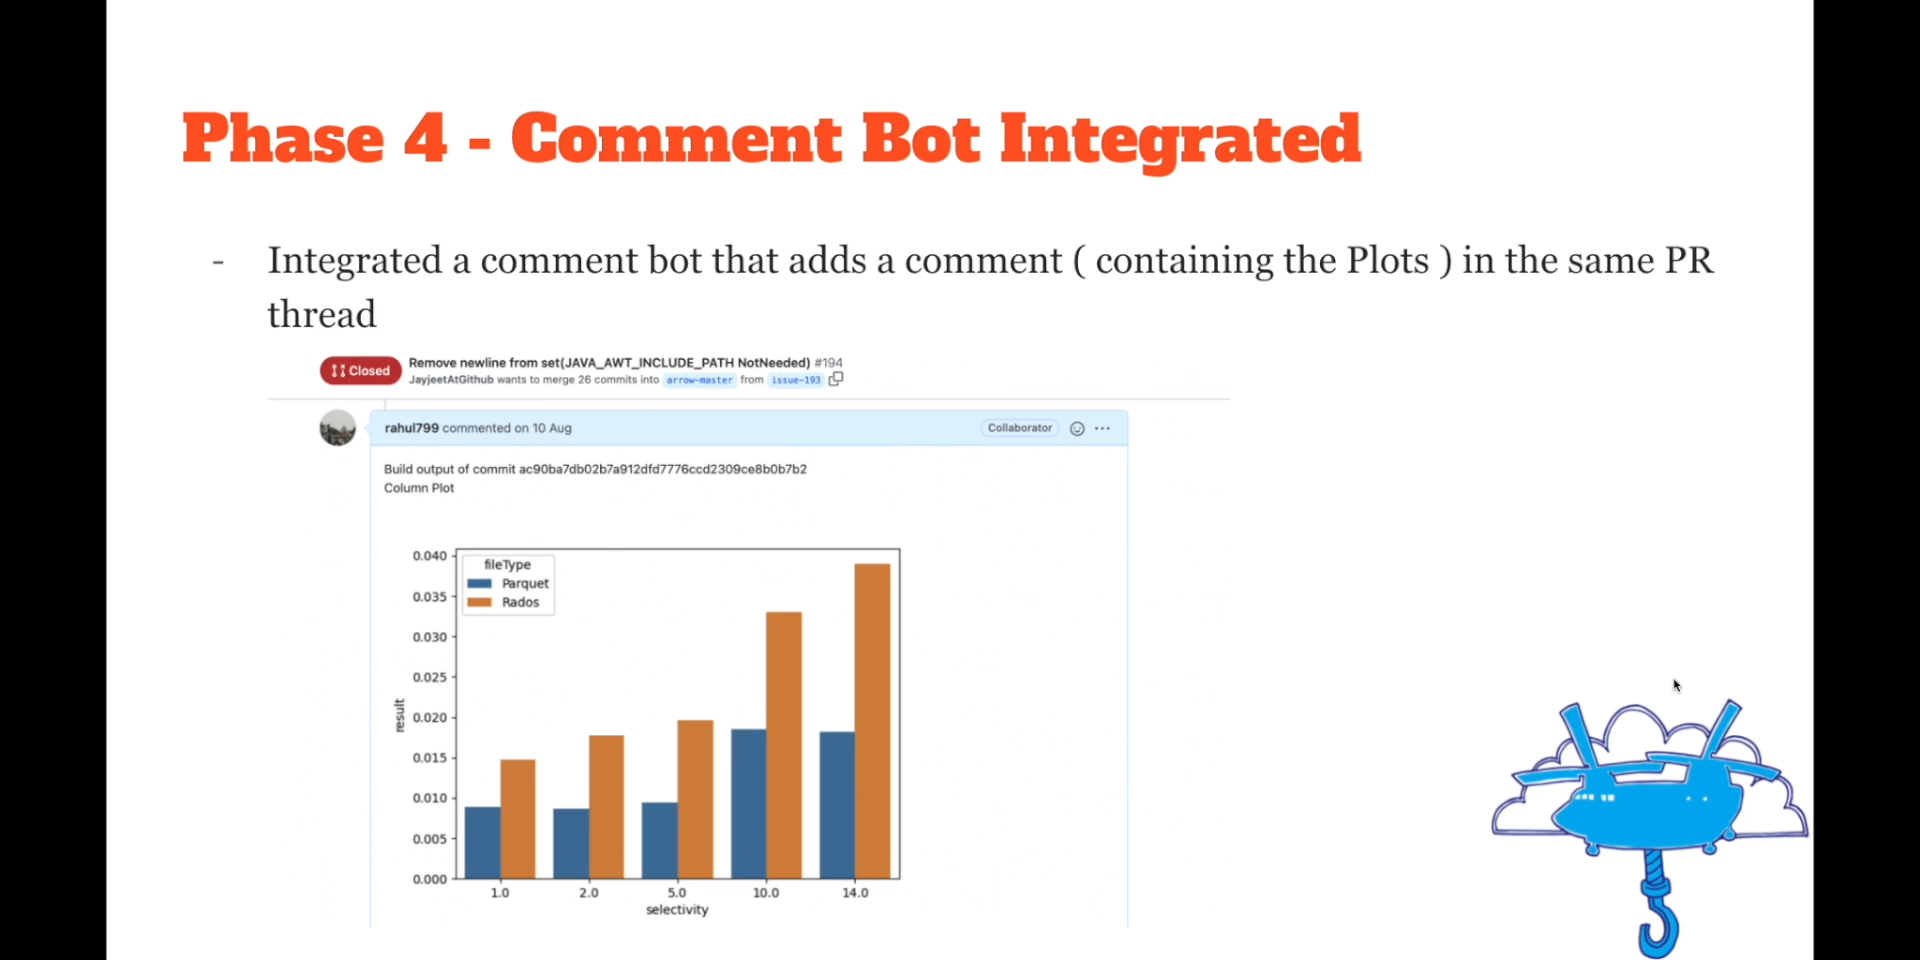 Phase 4 - Comment Bot Integrated
- Integrated a comment bot that adds a comment ( containing the Plots ) in the same PR
thread
Closed
Remove newline from set(JAVA_AWT_INCLUDE_PATH NotNeeded) #194
JayjeetAtGithub wants to merge 26 commits into arrow-master from issue-193
rahul799 commented on 10 Aug
Collaborator
Build output of commit ac90ba7db02b7a912dfd7776ccd2309ce8b0b7b2
Column Plot
fileType
Parquet
Rados
0.040
0.035
0.030
0.025
0.020
0.015
0.010
0.005
0.000
result
1.0 2.0 5.0 10.0 14.0
selectivity